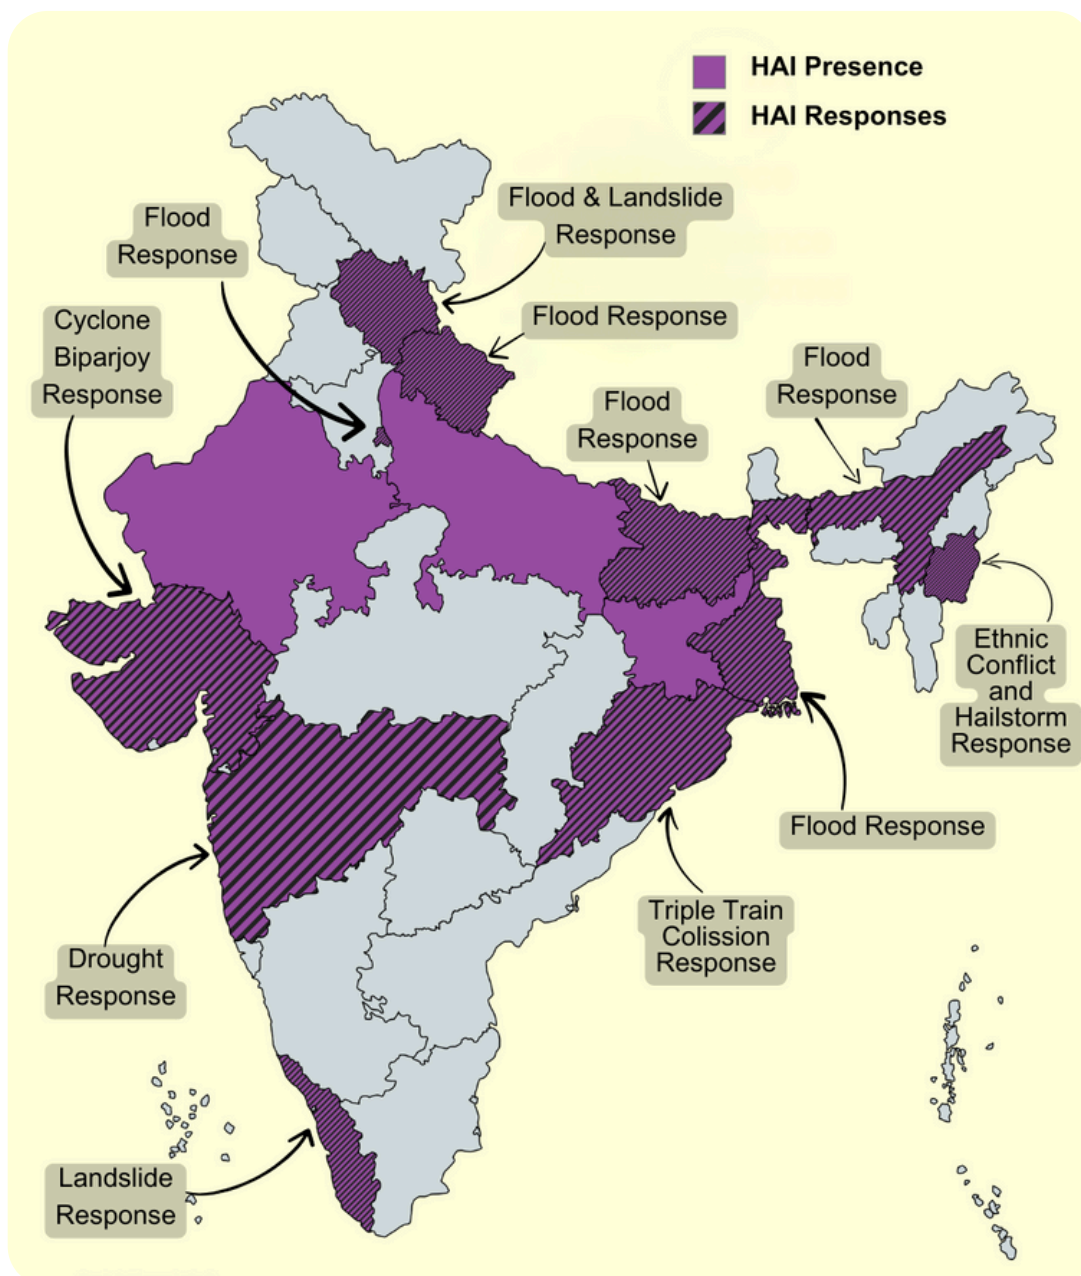 HAI Presence
HAI Responses
Flood & Landslide
Response
Flood
Response
Flood Response
Cyclone
Biparjoy
Response
Flood
Response
Flood
Response
Ethnic
Conflict
and
Hailstorm
Response
Flood Response
Triple Train
Colission
Response
Drought
Response
Landslide
Response